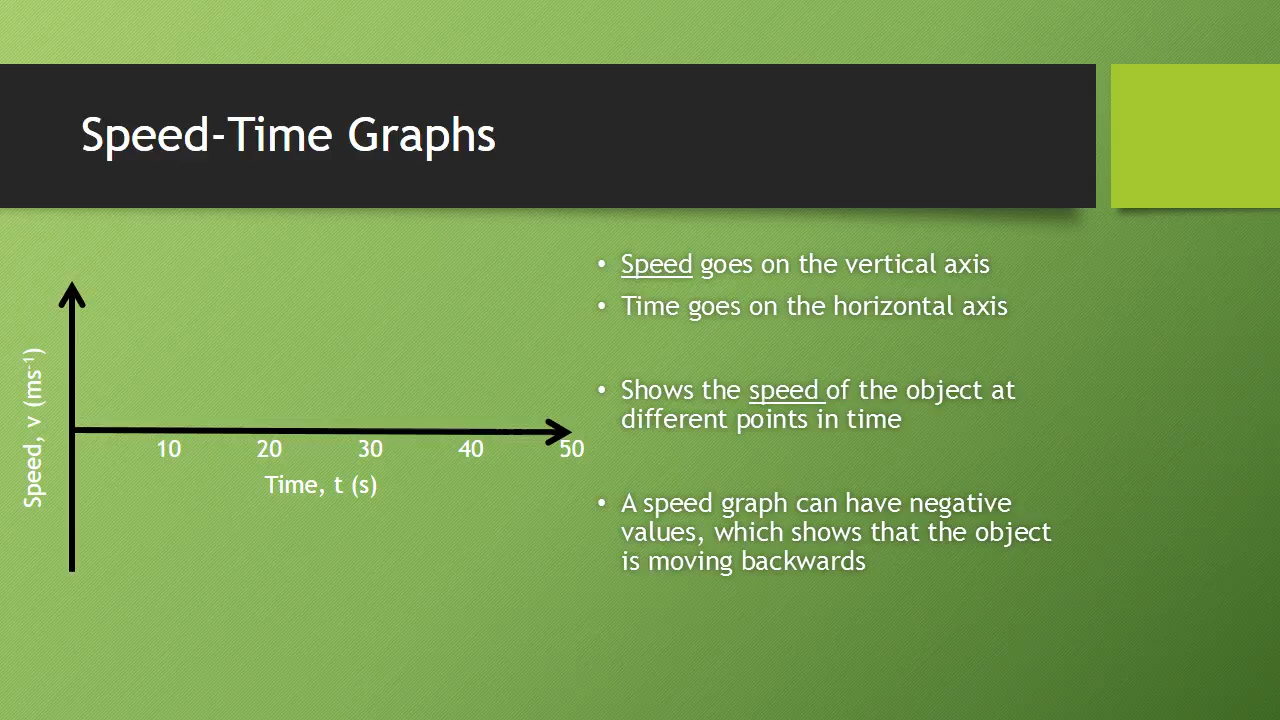 Speed-Time Graphs
Speed, v (ms⁻¹)
10 20 30 40 50
Time, t (s)
• Speed goes on the vertical axis
• Time goes on the horizontal axis
• Shows the speed of the object at
different points in time
• A speed graph can have negative
values, which shows that the object
is moving backwards